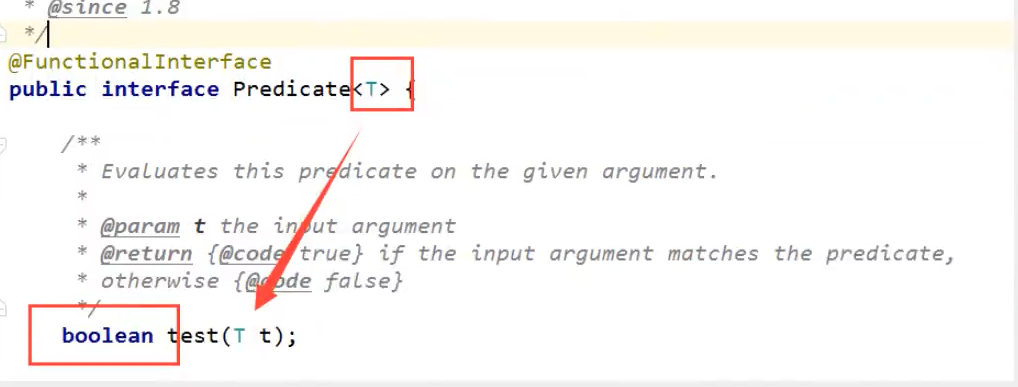 * @since 1.8
*/
@FunctionalInterface
public interface Predicate<T> {
/**
* Evaluates this predicate on the given argument.
*
* @param t the input argument
* @return {@code true} if the input argument matches the predicate,
* otherwise {@code false}
*/
boolean test(T t);